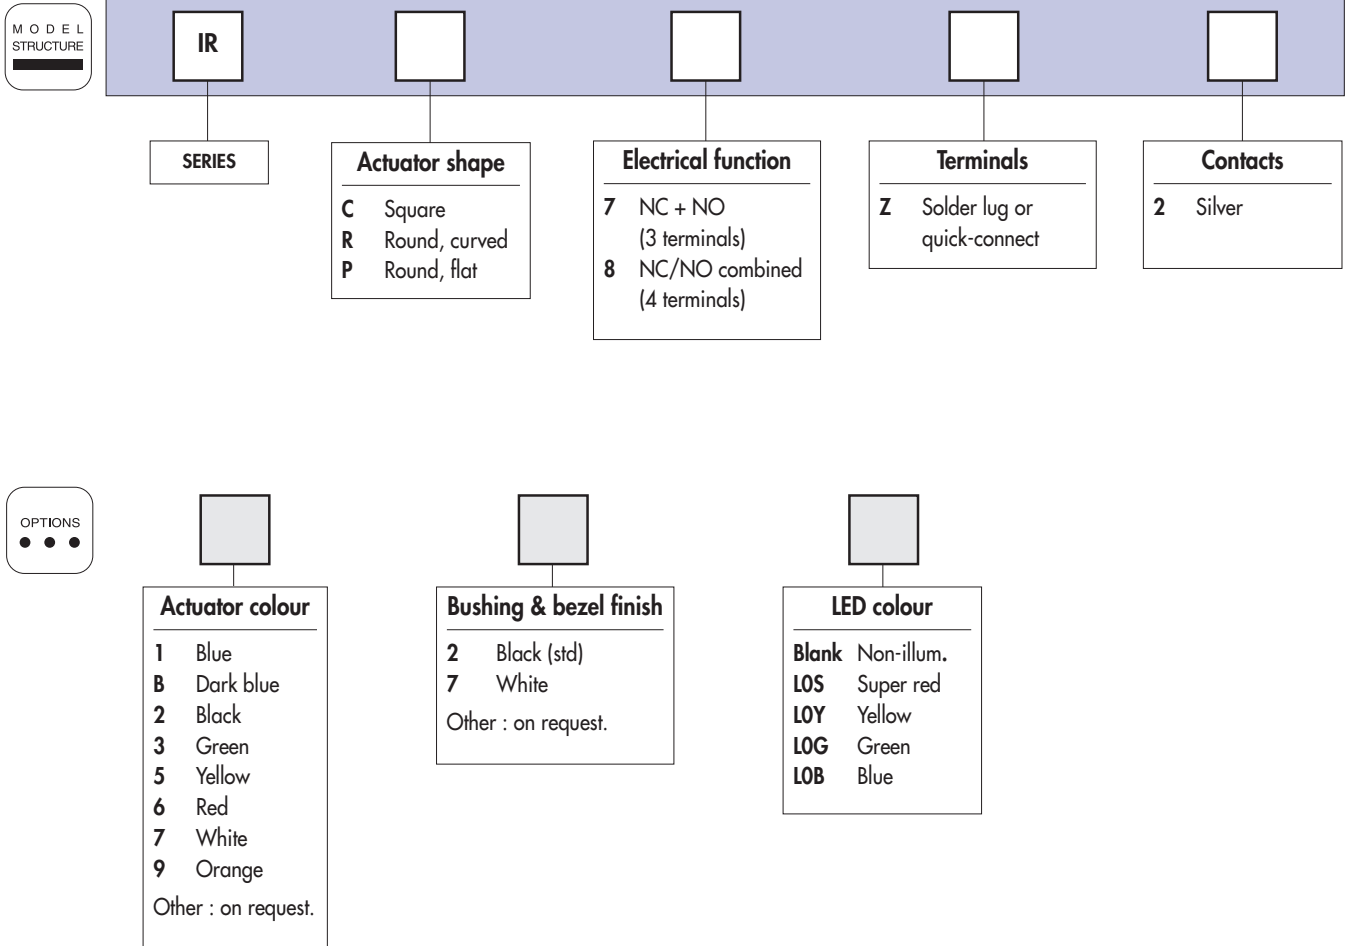 MODEL
STRUCTURE
IR
SERIES
Actuator shape
C Square
R Round, curved
P Round, flat
Electrical function
7 NC + NO
(3 terminals)
8 NC/NO combined
(4 terminals)
Terminals
Z Solder lug or
quick-connect
Contacts
2 Silver
OPTIONS
Actuator colour
1 Blue
B Dark blue
2 Black
3 Green
5 Yellow
6 Red
7 White
9 Orange
Other : on request.
Bushing & bezel finish
2 Black (std)
7 White
Other : on request.
LED colour
Blank Non-illum.
L0S Super red
L0Y Yellow
L0G Green
L0B Blue